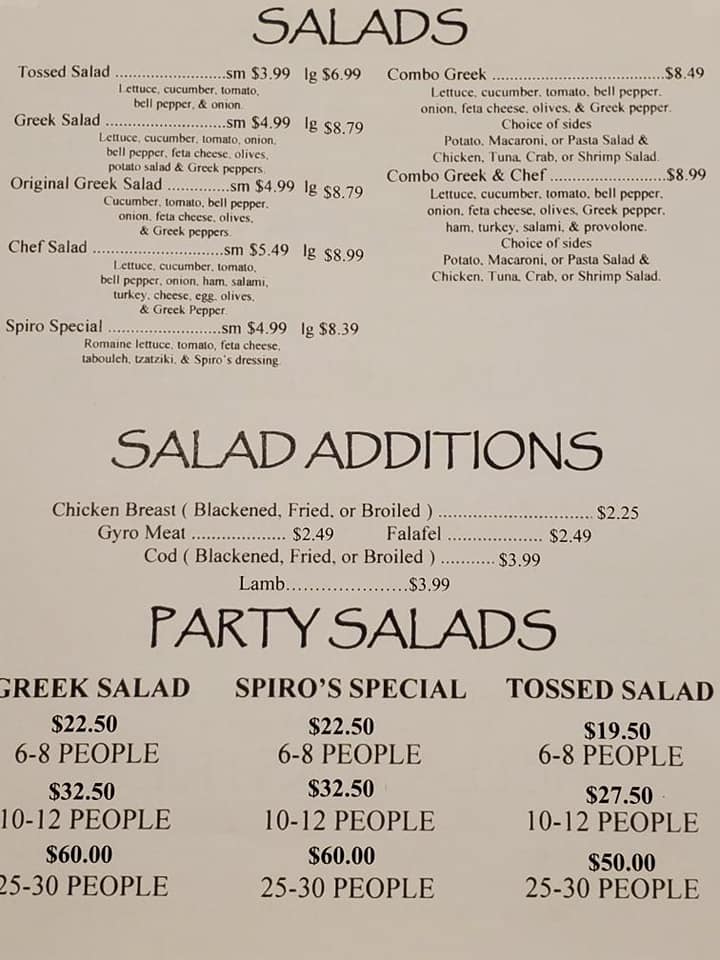 SALADS
Tossed Salad ..........................sm $3.99 lg $6.99
Lettuce, cucumber, tomato,
bell pepper, & onion.
Greek Salad ............................sm $4.99 lg $8.79
Lettuce, cucumber, tomato, onion,
bell pepper, feta cheese, olives,
potato salad & Greek peppers.
Original Greek Salad ..............sm $4.99 lg $8.79
Cucumber, tomato, bell pepper,
onion, feta cheese, olives,
& Greek peppers.
Chef Salad ..............................sm $5.49 lg $8.99
Lettuce, cucumber, tomato,
bell pepper, onion, ham, salami,
turkey, cheese, egg, olives,
& Greek Pepper.
Spiro Special ..........................sm $4.99 lg $8.39
Romaine lettuce, tomato, feta cheese,
tabouleh, tzatziki, & Spiro's dressing.
Combo Greek ........................................$8.49
Lettuce, cucumber, tomato, bell pepper,
onion, feta cheese, olives, & Greek pepper.
Choice of sides
Potato, Macaroni, or Pasta Salad &
Chicken, Tuna, Crab, or Shrimp Salad.
Combo Greek & Chef ...........................$8.99
Lettuce, cucumber, tomato, bell pepper,
onion, feta cheese, olives, Greek pepper,
ham, turkey, salami, & provolone.
Choice of sides
Potato, Macaroni, or Pasta Salad &
Chicken, Tuna, Crab, or Shrimp Salad.
SALAD ADDITIONS
Chicken Breast ( Blackened, Fried, or Broiled ) ............................. $2.25
Gyro Meat .................. $2.49 Falafel .................. $2.49
Cod ( Blackened, Fried, or Broiled ) ........... $3.99
Lamb.....................$3.99
PARTY SALADS
GREEK SALAD SPIRO'S SPECIAL TOSSED SALAD
$22.50 $22.50 $19.50
6-8 PEOPLE 6-8 PEOPLE 6-8 PEOPLE
$32.50 $32.50 $27.50
10-12 PEOPLE 10-12 PEOPLE 10-12 PEOPLE
$60.00 $60.00 $50.00
25-30 PEOPLE 25-30 PEOPLE 25-30 PEOPLE